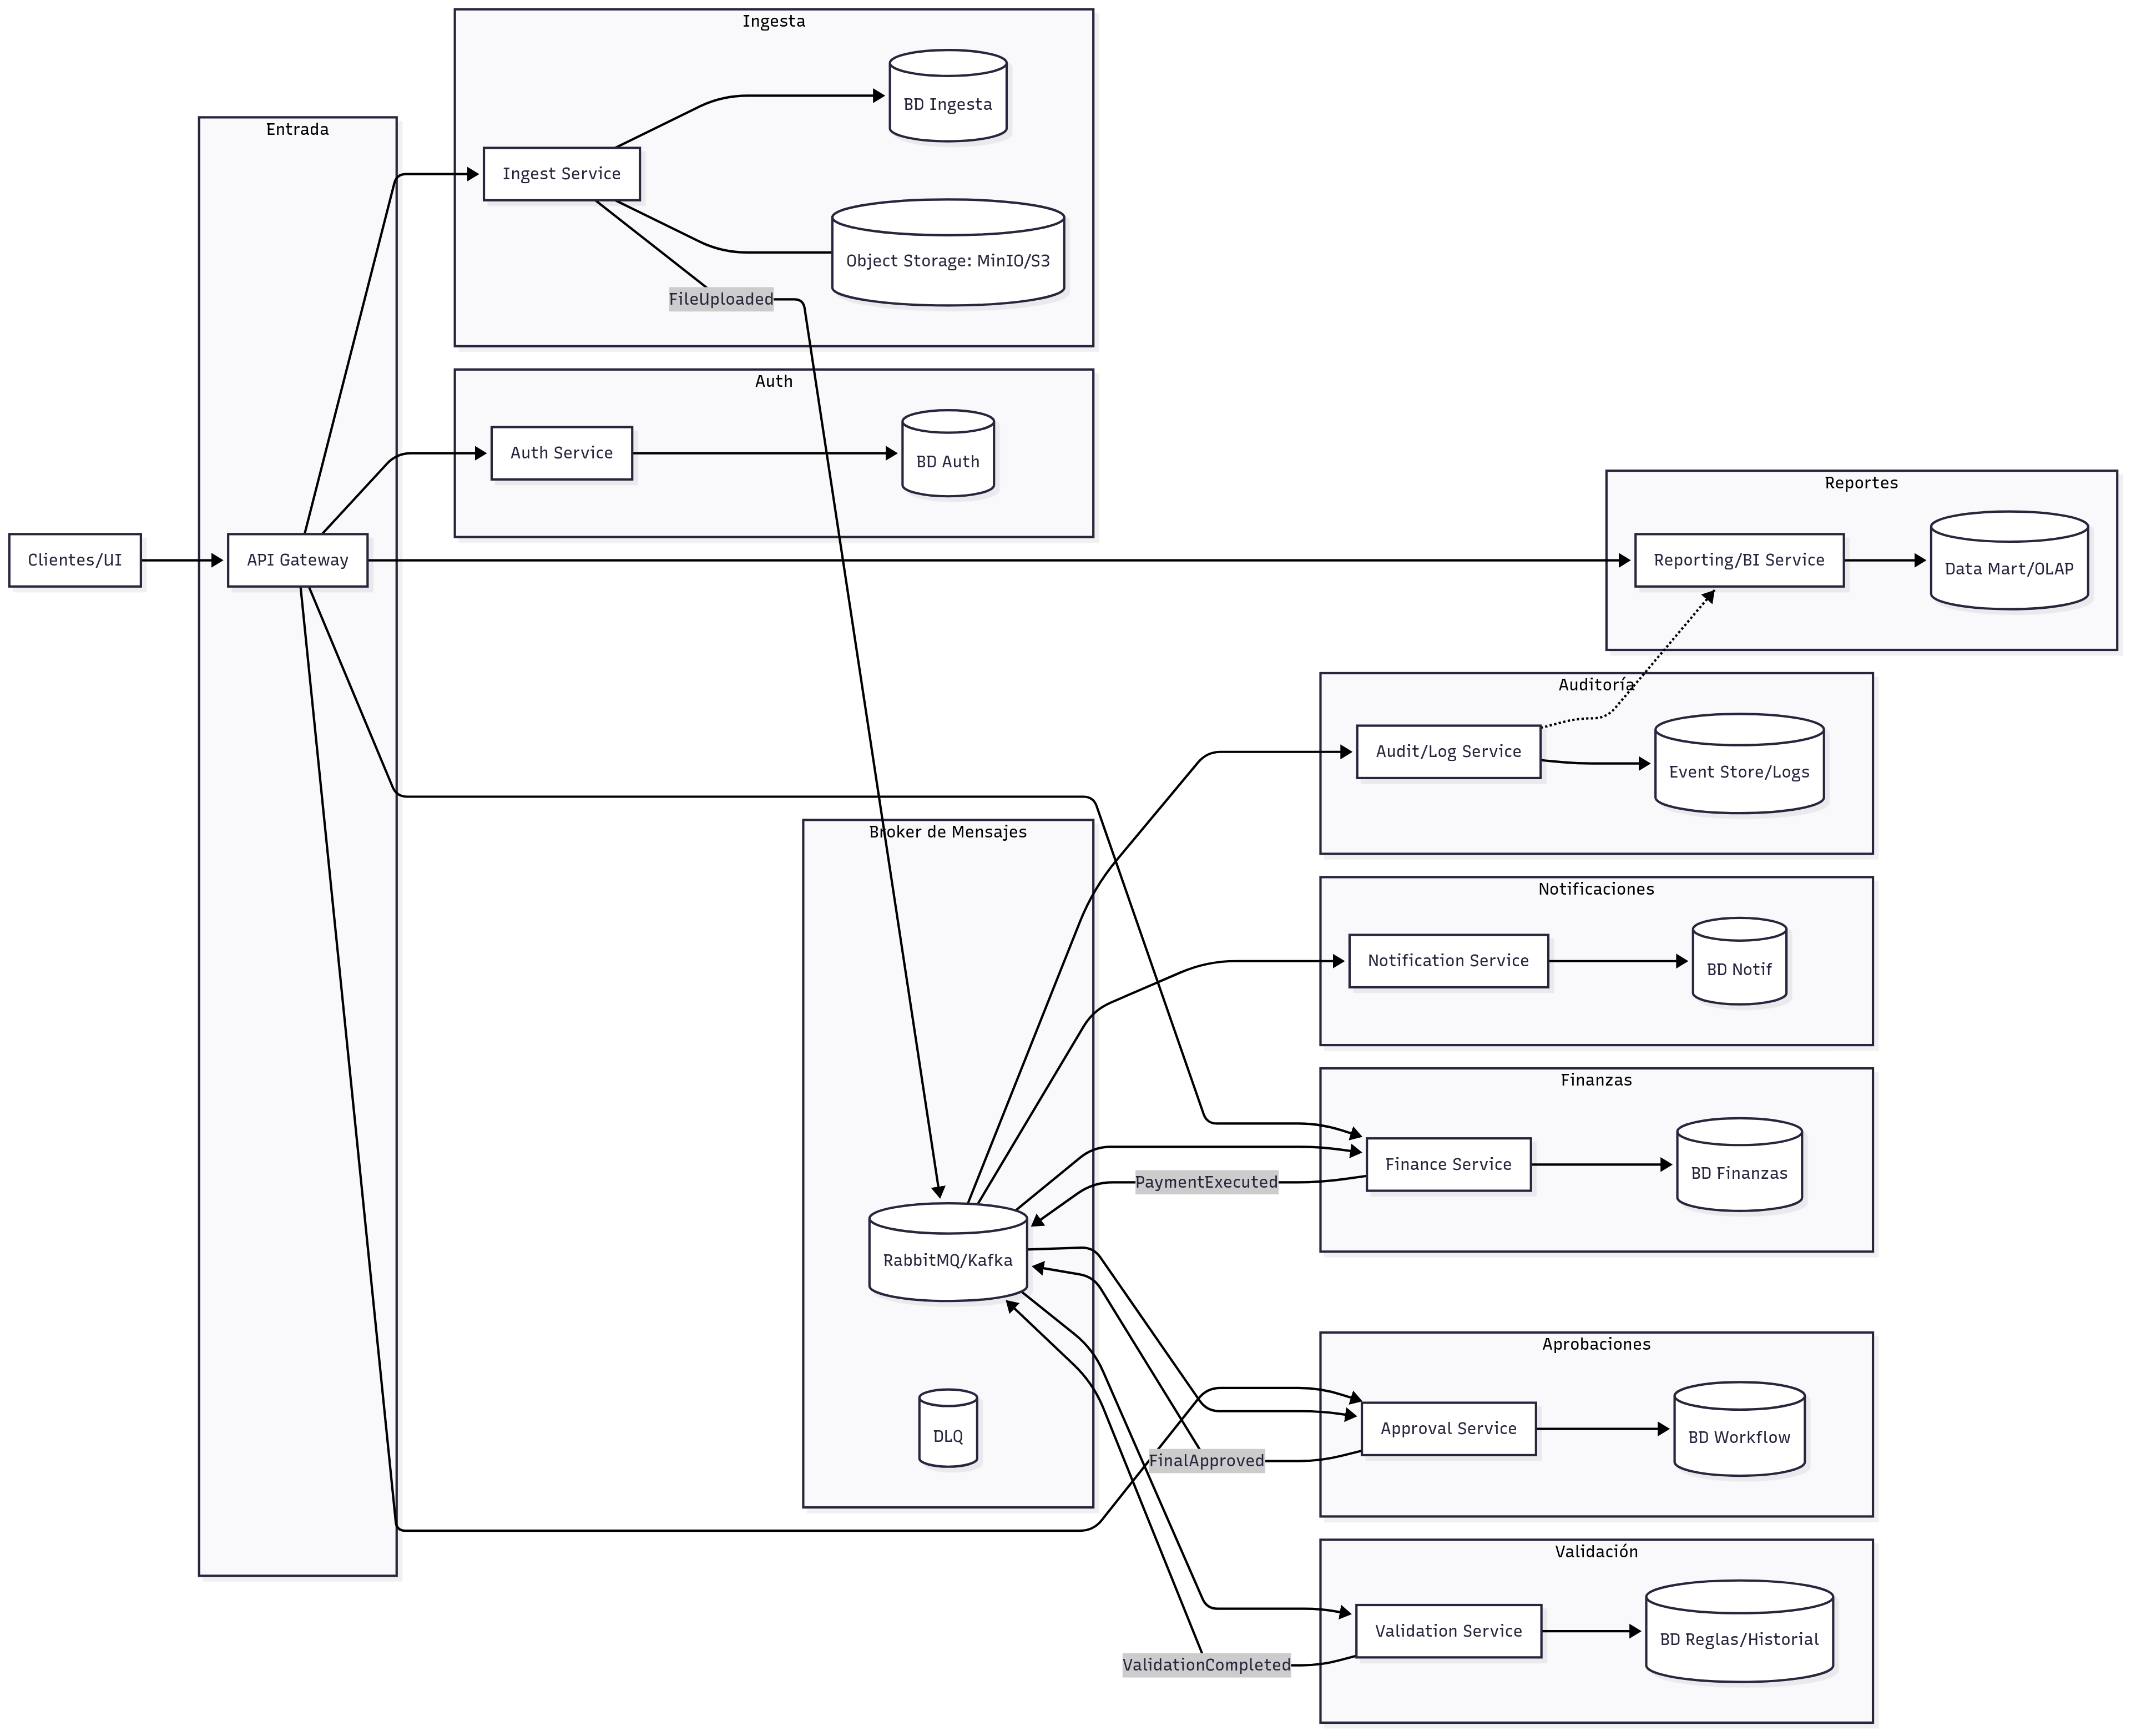 Ingesta
BD Ingesta
Entrada
Ingest Service
Object Storage: MinIO/S3
FileUploaded
Auth
Auth Service
BD Auth
Reportes
Clientes/UI
API Gateway
Reporting/BI Service
Data Mart/OLAP
Auditoría
Audit/Log Service
Event Store/Logs
Broker de Mensajes
Notificaciones
Notification Service
BD Notif
Finanzas
Finance Service
BD Finanzas
PaymentExecuted
RabbitMQ/Kafka
Aprobaciones
DLQ
Approval Service
BD Workflow
FinalApproved
Validación
Validation Service
BD Reglas/Historial
ValidationCompleted